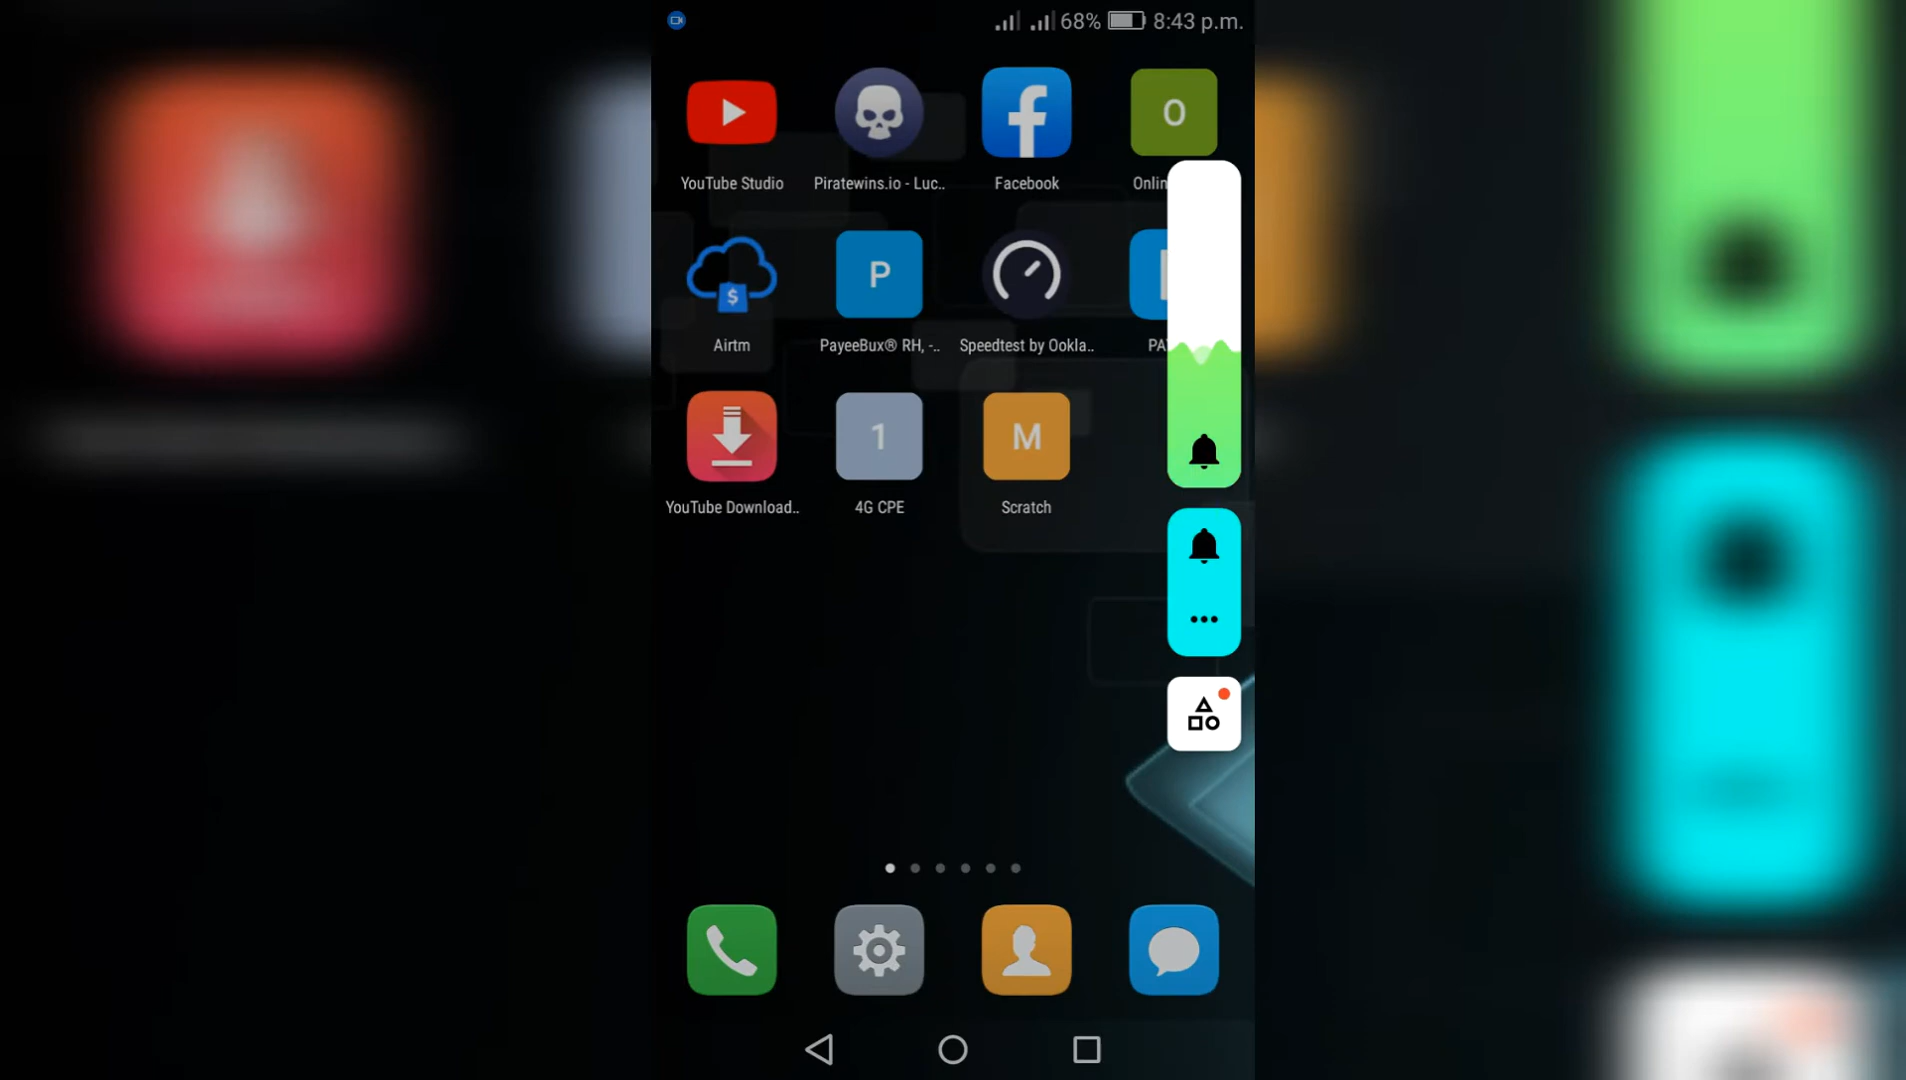 68% 8:43 p.m.
O
YouTube Studio Piratewins.io - Luc.. Facebook Onlin
$ P
Airtm PayeeBux® RH, -.. Speedtest by Ookla.. PA
1 M
YouTube Download.. 4G CPE Scratch